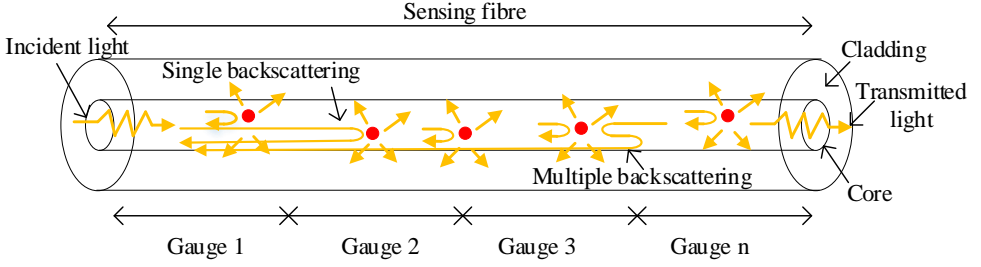 Sensing fibre
Incident light
Cladding
Single backscattering
Transmitted
light
Multiple backscattering
Core
Gauge 1
Gauge 2
Gauge 3
Gauge n